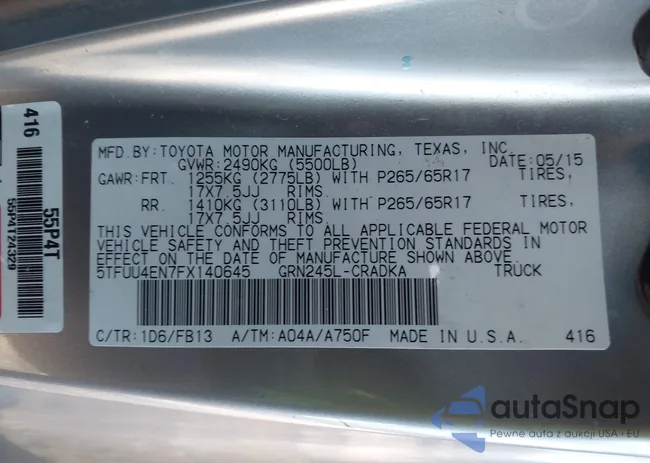 MFD.BY:TOYOTA MOTOR MANUFACTURING, TEXAS, INC.
GVWR:2490KG (5500LB) DATE:05/15
GAWR:FRT. 1255KG (2775LB) WITH P265/65R17 TIRES,
17X7.5JJ RIMS.
RR. 1410KG (3110LB) WITH P265/65R17 TIRES,
17X7.5JJ RIMS.
THIS VEHICLE CONFORMS TO ALL APPLICABLE FEDERAL MOTOR
VEHICLE SAFETY AND THEFT PREVENTION STANDARDS IN
EFFECT ON THE DATE OF MANUFACTURE SHOWN ABOVE.
5TFUU4EN7FX140645 GRN245L-CRADKA TRUCK
C/TR:1D6/FB13 A/TM:A04A/A750F MADE IN U.S.A. 416
416
55P4T
55P4T24329
autaSnap
Pewne auta z aukcji USA i EU